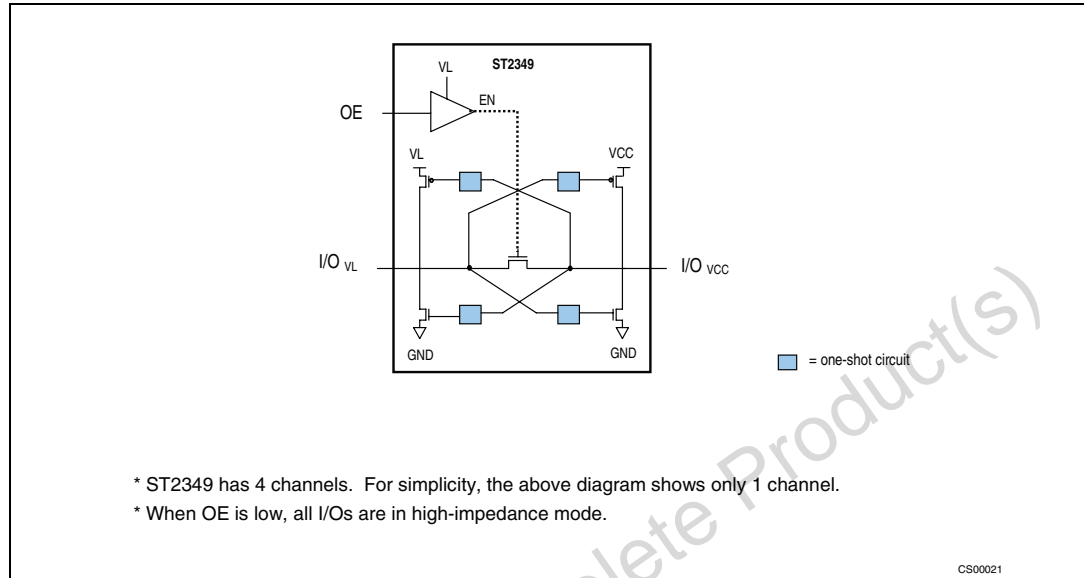 ST2349
VL
EN
OE
VL
VCC
I/O VL
I/O VCC
GND
GND
= one-shot circuit
* ST2349 has 4 channels. For simplicity, the above diagram shows only 1 channel.
* When OE is low, all I/Os are in high-impedance mode.
CS00021
lete Product(s)